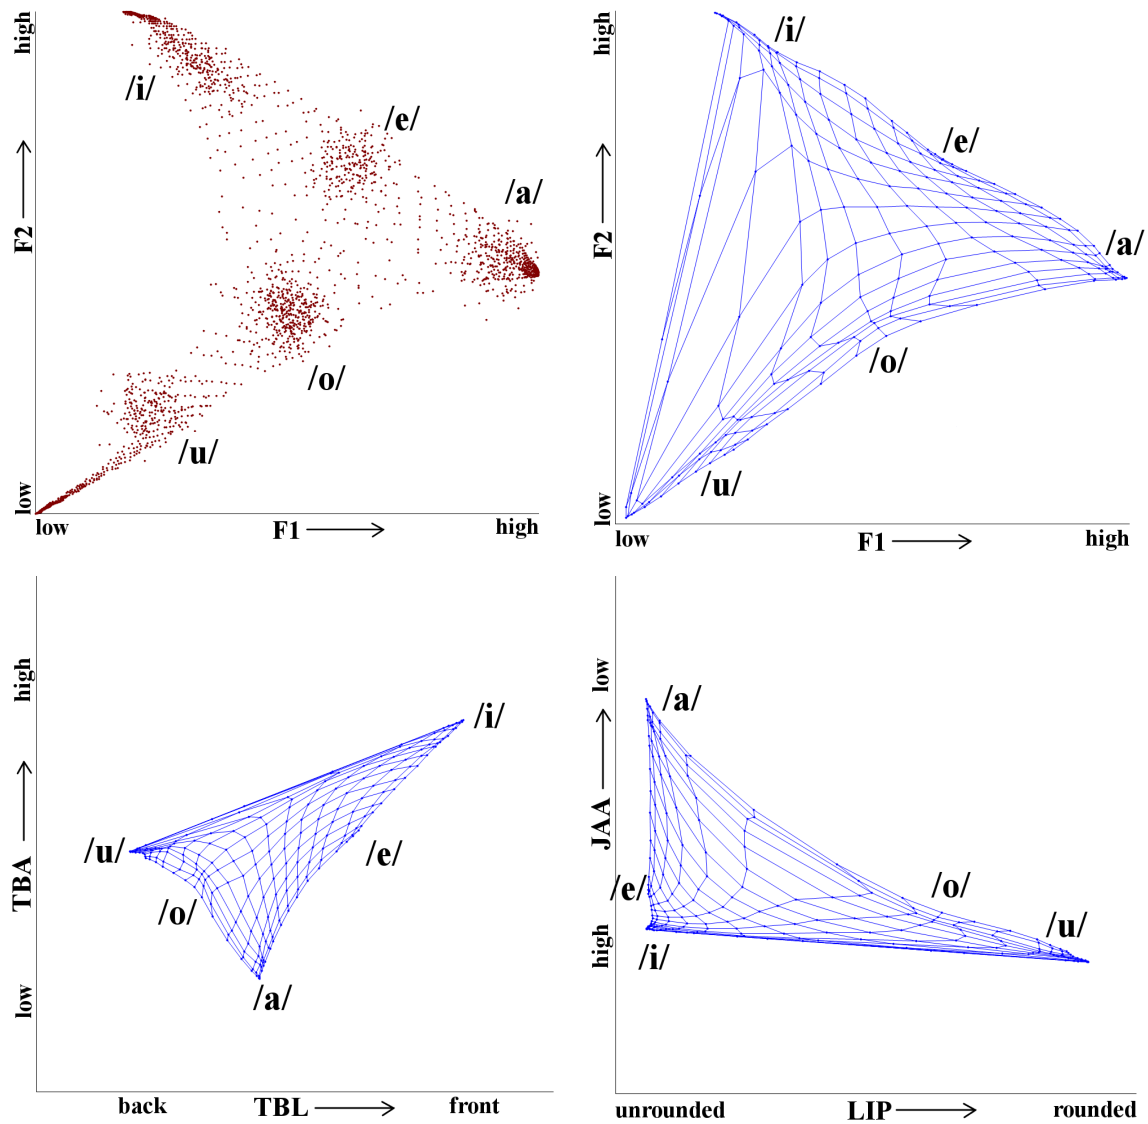 high
/i/
/e/
/a/
F2
/o/
/u/
low
low
F1
high
high
/i/
/e/
/a/
F2
/o/
/u/
low
low
F1
high
high
/i/
/u/
/e/
TBA
/o/
/a/
low
back
TBL
front
low
/a/
JAA
/e/
/o/
/u/
high
/i/
unrounded
LIP
rounded